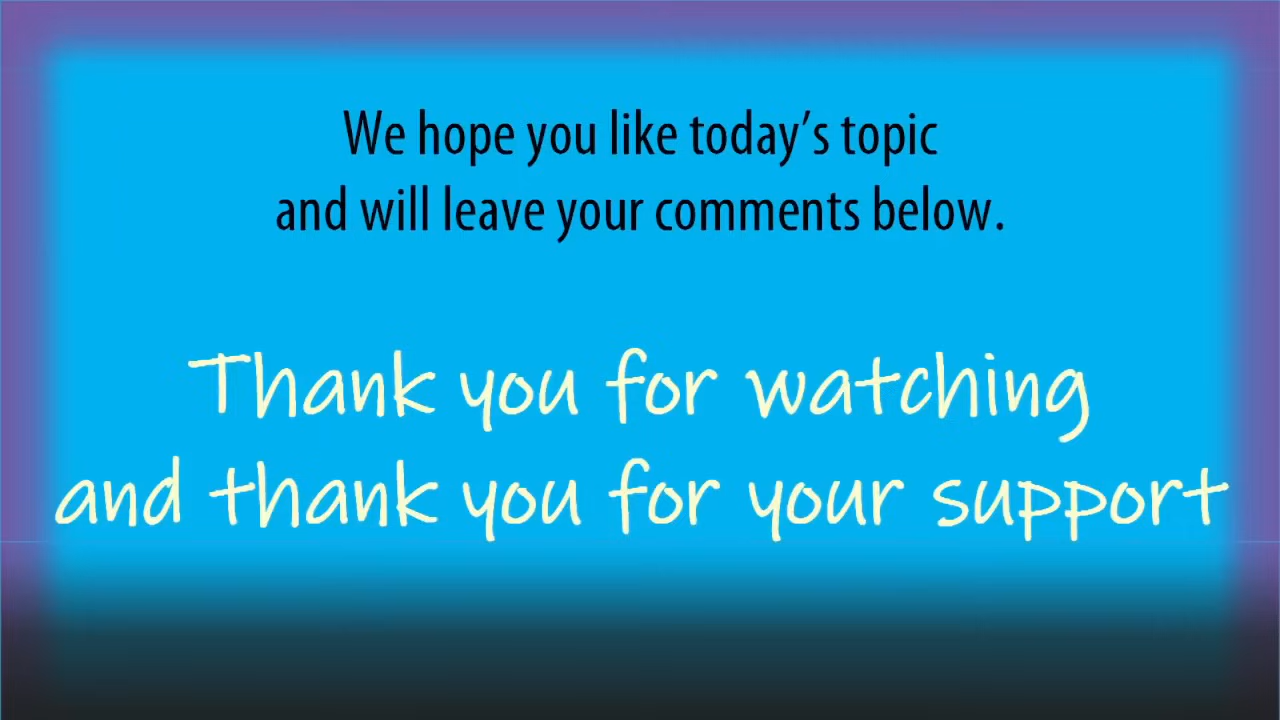 We hope you like today’s topic
and will leave your comments below.
Thank you for watching
and thank you for your support